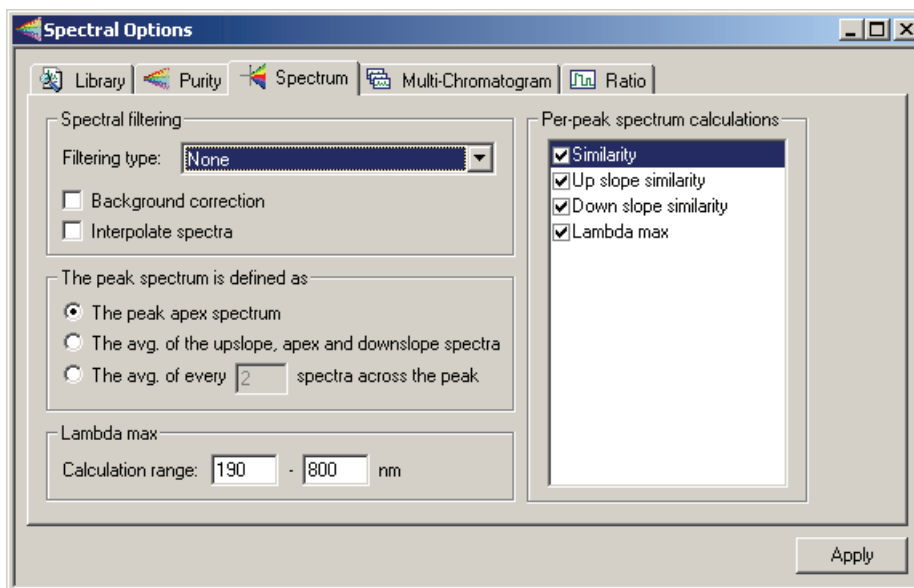 Spectral Options
Library Purity Spectrum Multi-Chromatogram Ratio
Spectral filtering
Filtering type: None
Background correction
Interpolate spectra
The peak spectrum is defined as
The peak apex spectrum
The avg. of the upslope, apex and downslope spectra
The avg. of every 2 spectra across the peak
Lambda max
Calculation range: 190 - 800 nm
Per-peak spectrum calculations
Similarity
Up slope similarity
Down slope similarity
Lambda max
Apply